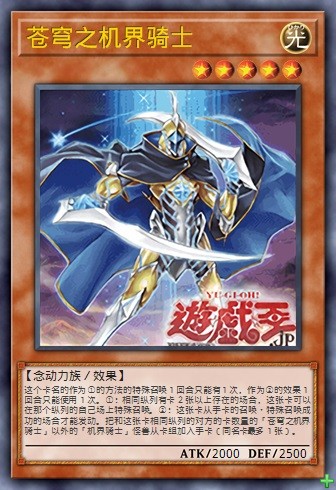 苍穹之机界骑士
光
YU-GI-OH!
遊戯王
JP
【念动力族/效果】
这个卡名的作为①的方法的特殊召唤1回合只能有1次,作为②的效果1
回合只能使用1次。①:相同纵列有卡2张以上存在的场合,这张卡可以
在那个纵列的自己场上特殊召唤。②:这张卡从手卡的召唤·特殊召唤成
功的场合才能发动。把和这张卡相同纵列的对方的卡数量的「苍穹之机界
骑士」以外的「机界骑士」怪兽从卡组加入手卡(同名卡最多1张)。
ATK/2000 DEF/2500